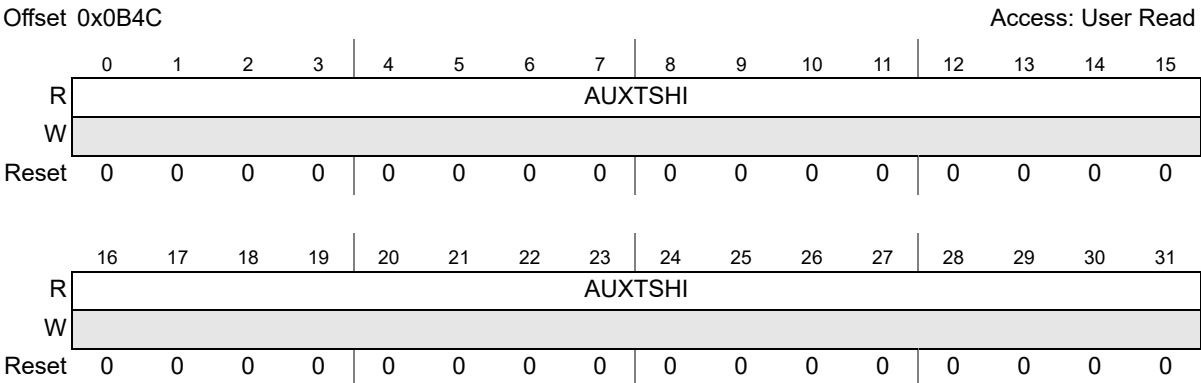 Offset 0x0B4C Access: User Read
0 1 2 3 4 5 6 7 8 9 10 11 12 13 14 15
R AUXTSHI
W
Reset 0 0 0 0 0 0 0 0 0 0 0 0 0 0 0 0
16 17 18 19 20 21 22 23 24 25 26 27 28 29 30 31
R AUXTSHI
W
Reset 0 0 0 0 0 0 0 0 0 0 0 0 0 0 0 0